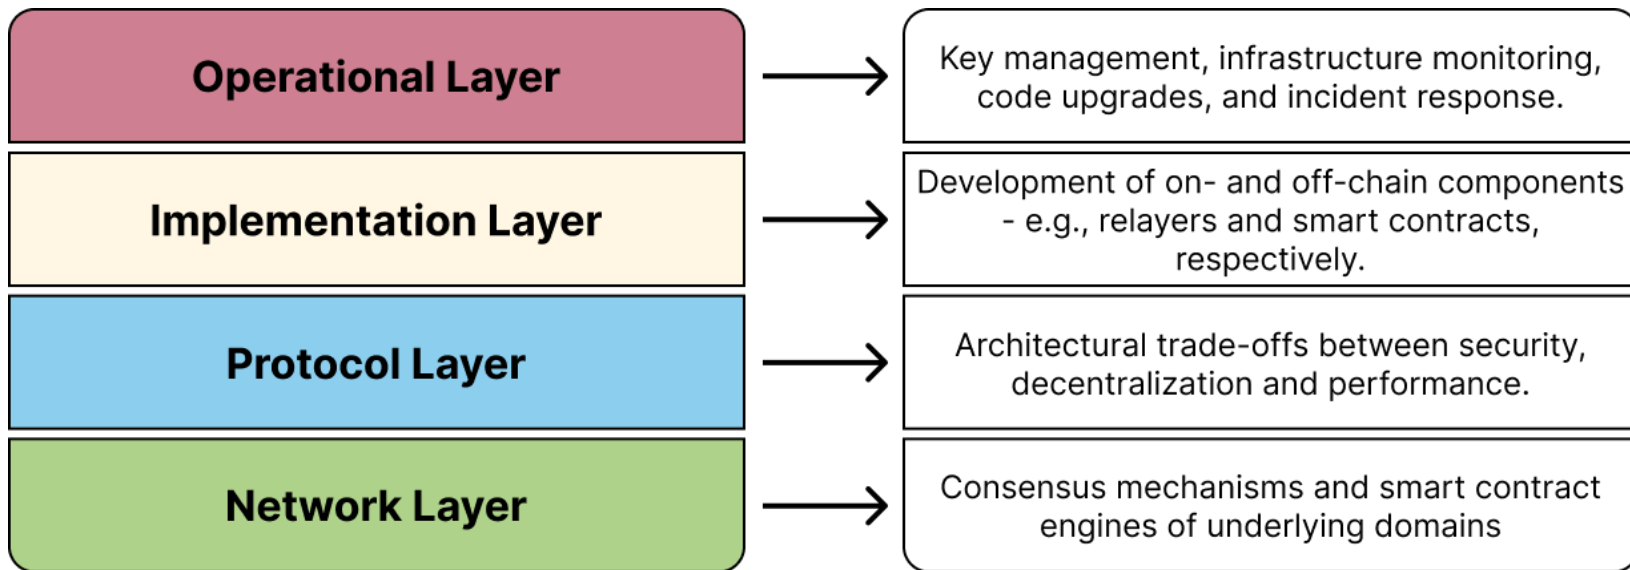 Operational Layer
Key management, infrastructure monitoring,
code upgrades, and incident response.
Implementation Layer
Development of on- and off-chain components
- e.g., relayers and smart contracts,
respectively.
Protocol Layer
Architectural trade-offs between security,
decentralization and performance.
Network Layer
Consensus mechanisms and smart contract
engines of underlying domains